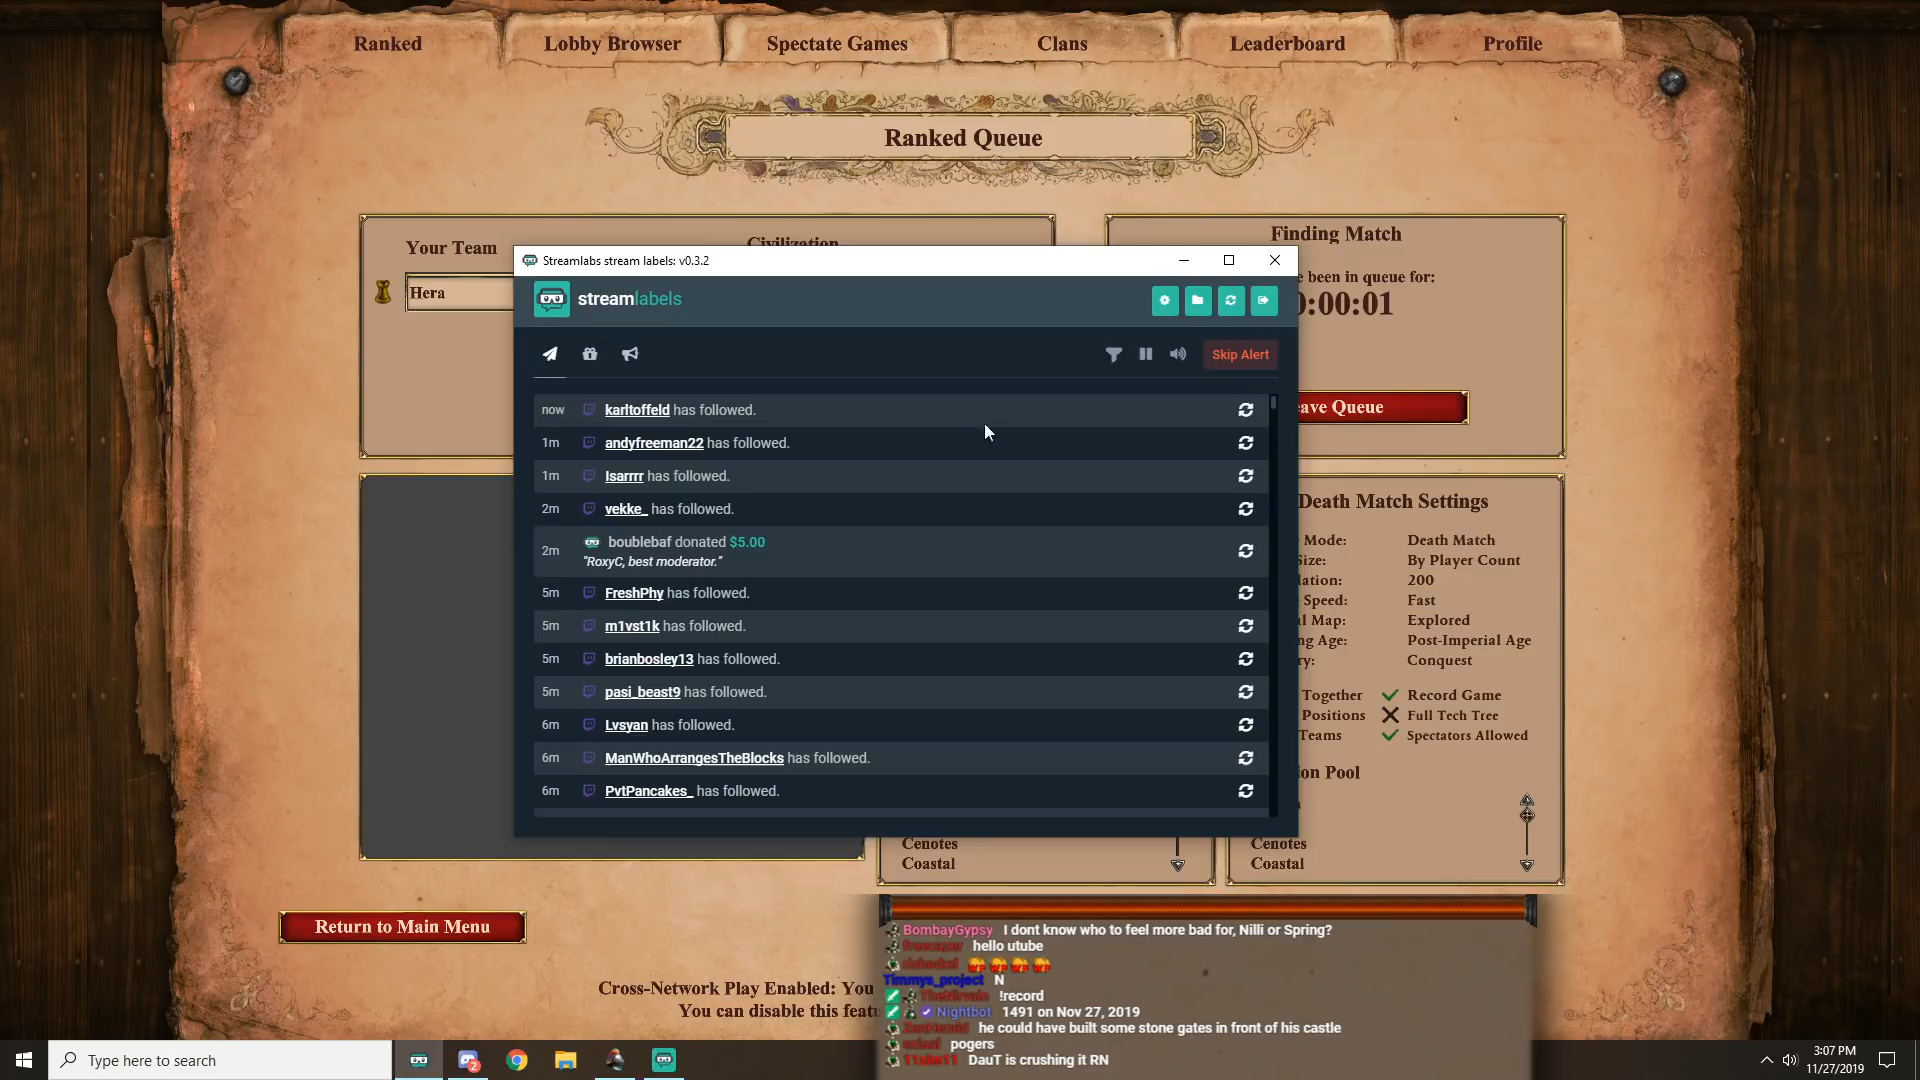 Ranked
Lobby Browser
Spectate Games
Clans
Leaderboard
Profile
Ranked Queue
Your Team
Civilization
Finding Match
Hera
e been in queue for:
0:00:01
eave Queue
Streamlabs stream labels: v0.3.2
streamlabels
Skip Alert
now karltoffeld has followed.
1m andyfreeman22 has followed.
1m Isarrrr has followed.
2m vekke_ has followed.
2m boublebaf donated $5.00
"RoxyC, best moderator."
5m FreshPhy has followed.
5m m1vst1k has followed.
5m brianbosley13 has followed.
5m pasi_beast9 has followed.
6m Lvsyan has followed.
6m ManWhoArrangesTheBlocks has followed.
6m PvtPancakes_ has followed.
Death Match Settings
Mode: Death Match
Size: By Player Count
lation: 200
Speed: Fast
al Map: Explored
ng Age: Post-Imperial Age
ry: Conquest
Together Record Game
Positions Full Tech Tree
Teams Spectators Allowed
ion Pool
Cenotes
Coastal
Cenotes
Coastal
Return to Main Menu
Cross-Network Play Enabled: You
You can disable this featu
BombayGypsy I dont know who to feel more bad for, Nilli or Spring?
hello utube
Timmys_project N
TheNirvain !record
Nightbot 1491 on Nov 27, 2019
he could have built some stone gates in front of his castle
pogers
DauT is crushing it RN
Type here to search
2
3:07 PM
11/27/2019